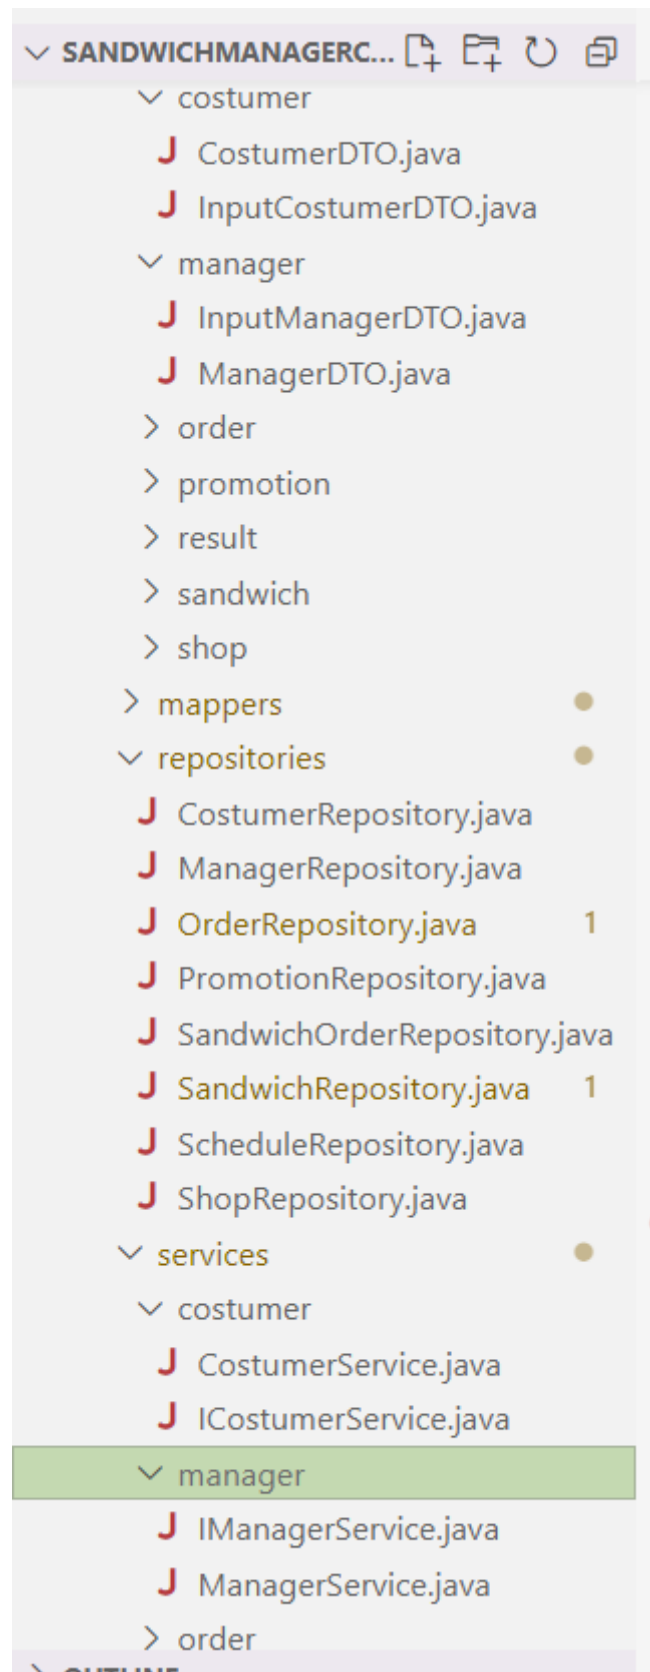 SANDWICHMANAGERC...
costumer
J CostumerDTO.java
J InputCostumerDTO.java
manager
J InputManagerDTO.java
J ManagerDTO.java
order
promotion
result
sandwich
shop
mappers
repositories
J CostumerRepository.java
J ManagerRepository.java
J OrderRepository.java 1
J PromotionRepository.java
J SandwichOrderRepository.java
J SandwichRepository.java 1
J ScheduleRepository.java
J ShopRepository.java
services
costumer
J CostumerService.java
J ICostumerService.java
manager
J IManagerService.java
J ManagerService.java
order
OUTLINE